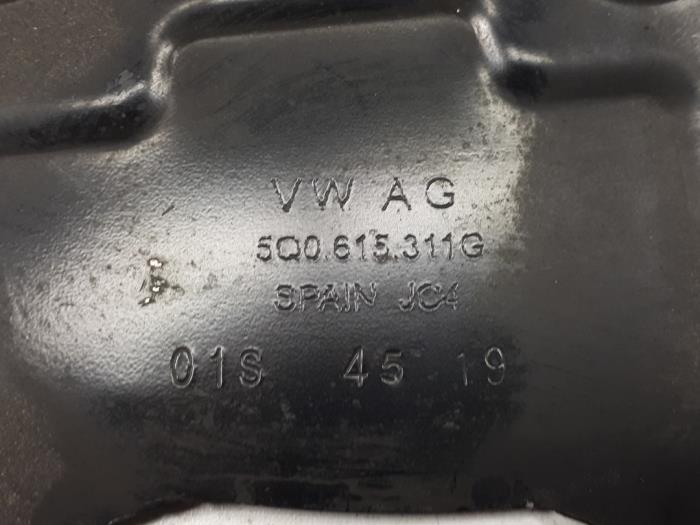 VW AG
5Q0.615.311G
SPAIN JC4
01S 45 19